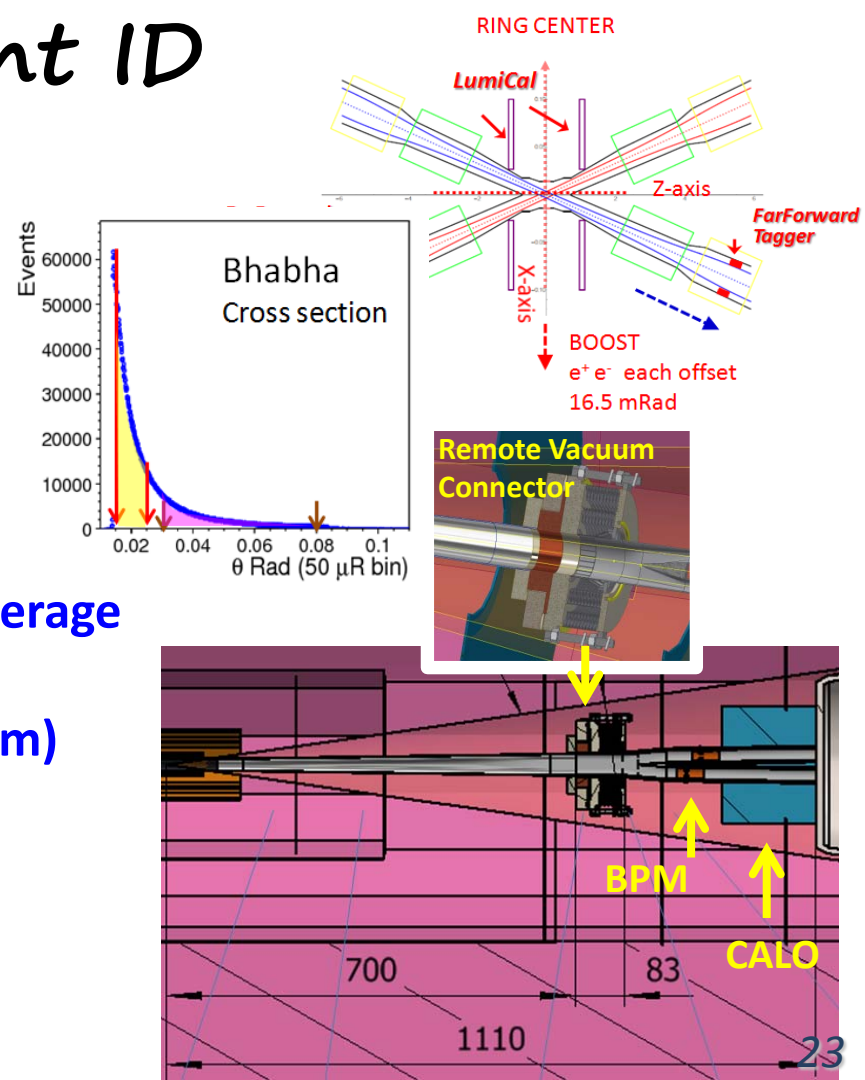 nt ID
RING CENTER
LumiCal
Z-axis
FarForward
Tagger
X-axis
BOOST
e⁺ e⁻ each offset
16.5 mRad
Events
60000
50000
40000
30000
20000
10000
0
Bhabha
Cross section
0.02 0.04 0.06 0.08 0.1
θ Rad (50 μR bin)
Remote Vacuum
Connector
erage
m)
BPM
CALO
700
83
1110
23